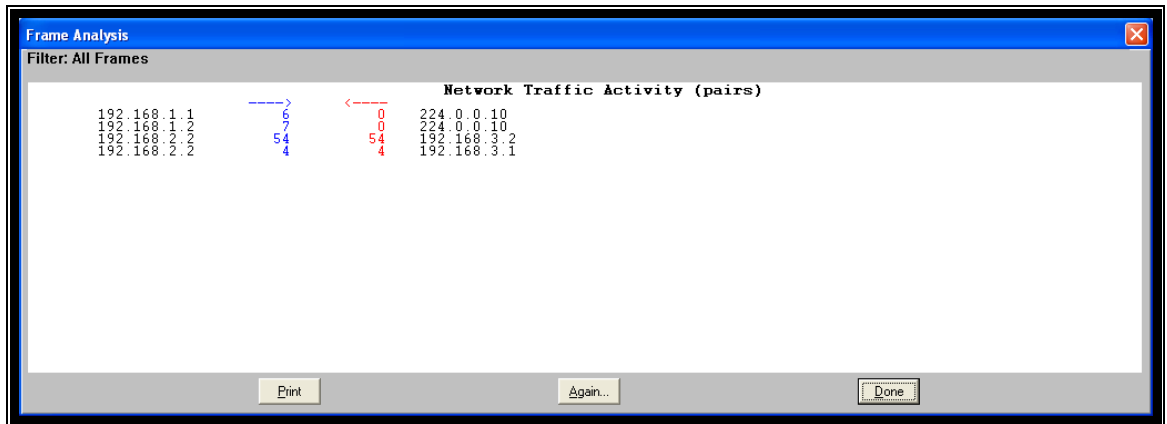 Frame Analysis
Filter: All Frames
Network Traffic Activity (pairs)
----> <----
192.168.1.1 6 0 224.0.0.10
192.168.1.2 7 0 224.0.0.10
192.168.2.2 54 54 192.168.3.2
192.168.2.2 4 4 192.168.3.1
Print Again... Done